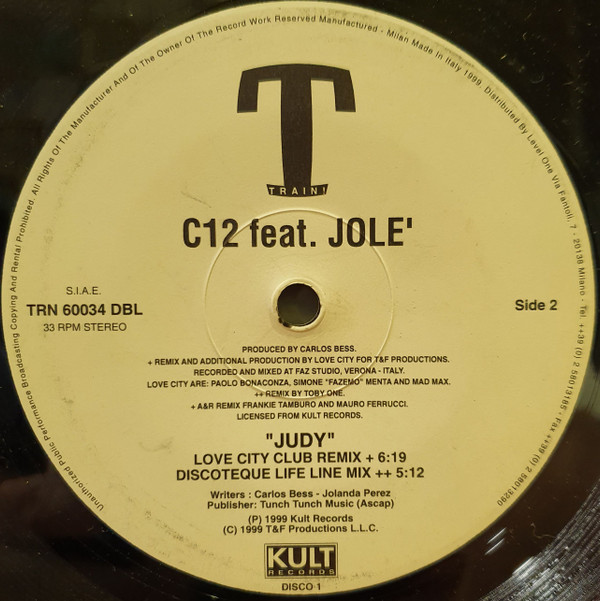 Unauthorized Public Performance Broadcasting Copying And Rental Prohibited. All Rights Of The Manufacturer And Of The Owner Of The Record Work Reserved Manufactured - Milan Made In Italy 1999. Distributed By Level One Via Fantoli, 7 - 20138 Milano - Tel. ++39 (0) 2 58013165 - Fax ++39 (0) 2 58013290
T
TRAIN!
C12 feat. JOLE'
S.I.A.E.
TRN 60034 DBL
33 RPM STEREO
Side 2
PRODUCED BY CARLOS BESS.
+ REMIX AND ADDITIONAL PRODUCTION BY LOVE CITY FOR T&F PRODUCTIONS.
RECORDED AND MIXED AT FAZ STUDIO, VERONA - ITALY.
LOVE CITY ARE: PAOLO BONACONZA, SIMONE "FAZEMO" MENTA AND MAD MAX.
++ REMIX BY TOBY ONE.
+ A&R REMIX FRANKIE TAMBURO AND MAURO FERRUCCI.
LICENSED FROM KULT RECORDS.
"JUDY"
LOVE CITY CLUB REMIX + 6:19
DISCOTEQUE LIFE LINE MIX ++ 5:12
Writers : Carlos Bess - Jolanda Perez
Publisher: Tunch Tunch Music (Ascap)
(P) 1999 Kult Records
(C) 1999 T&F Productions L.L.C.
KULT
RECORDS
DISCO 1